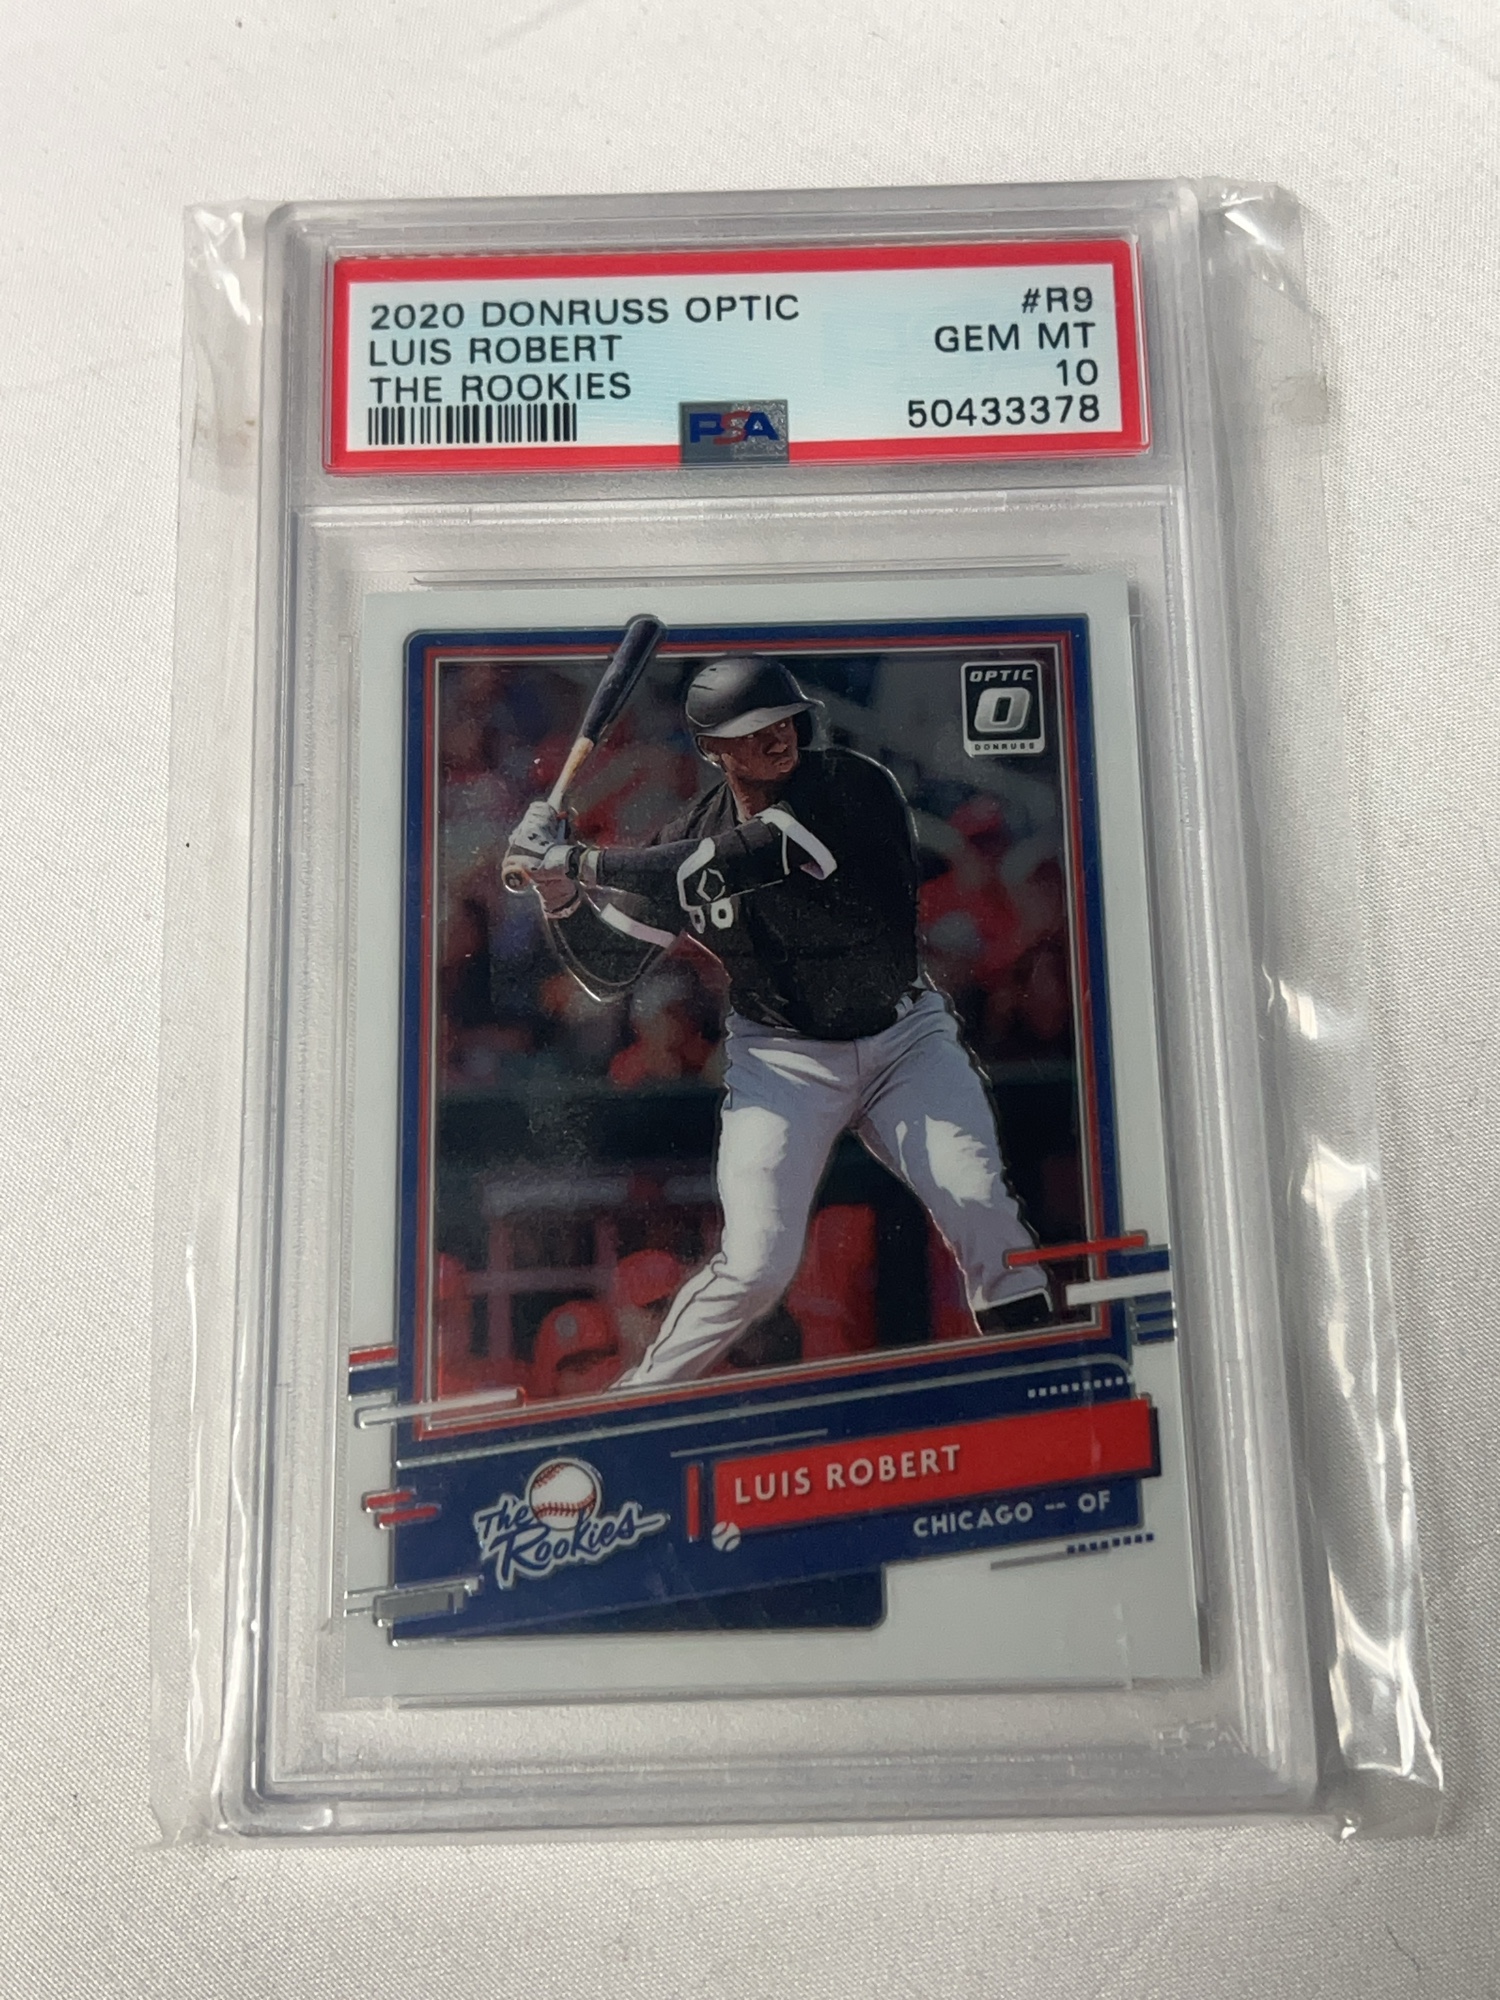 2020 DONRUSS OPTIC #R9
LUIS ROBERT GEM MT
THE ROOKIES 10
PSA 50433378
OPTIC
O
DONRUSS
88
The
Rookies
LUIS ROBERT
CHICAGO -- OF